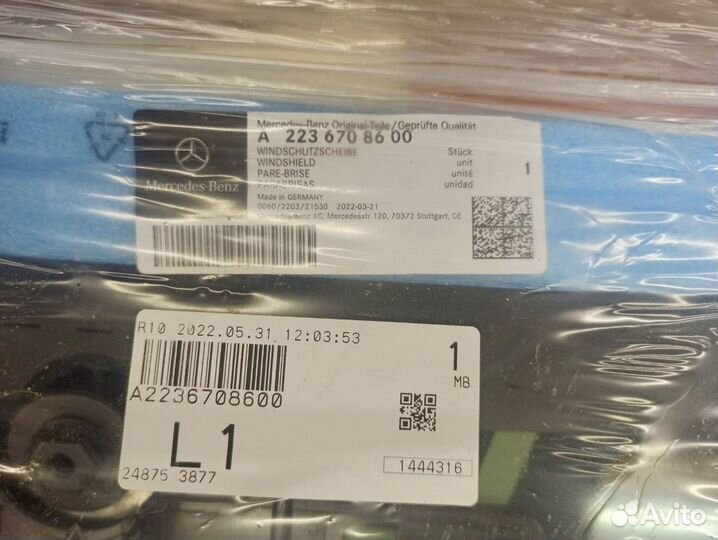 Mercedes-Benz Original-Teile/Geprüfte Qualität
A 223 670 86 00
WINDSCHUTZSCHEIBE Stück
WINDSHIELD unit
PARE-BRISE unité 1
PARABRISAS unidad
Made in GERMANY
0060/2203/21530 2022-03-21
Mercedes-Benz AG, Mercedesstr. 120, 70372 Stuttgart, DE
Mercedes-Benz
R10 2022.05.31 12:03:53
1
MB
A2236708600
L1
1444316
24875 3877
Avito